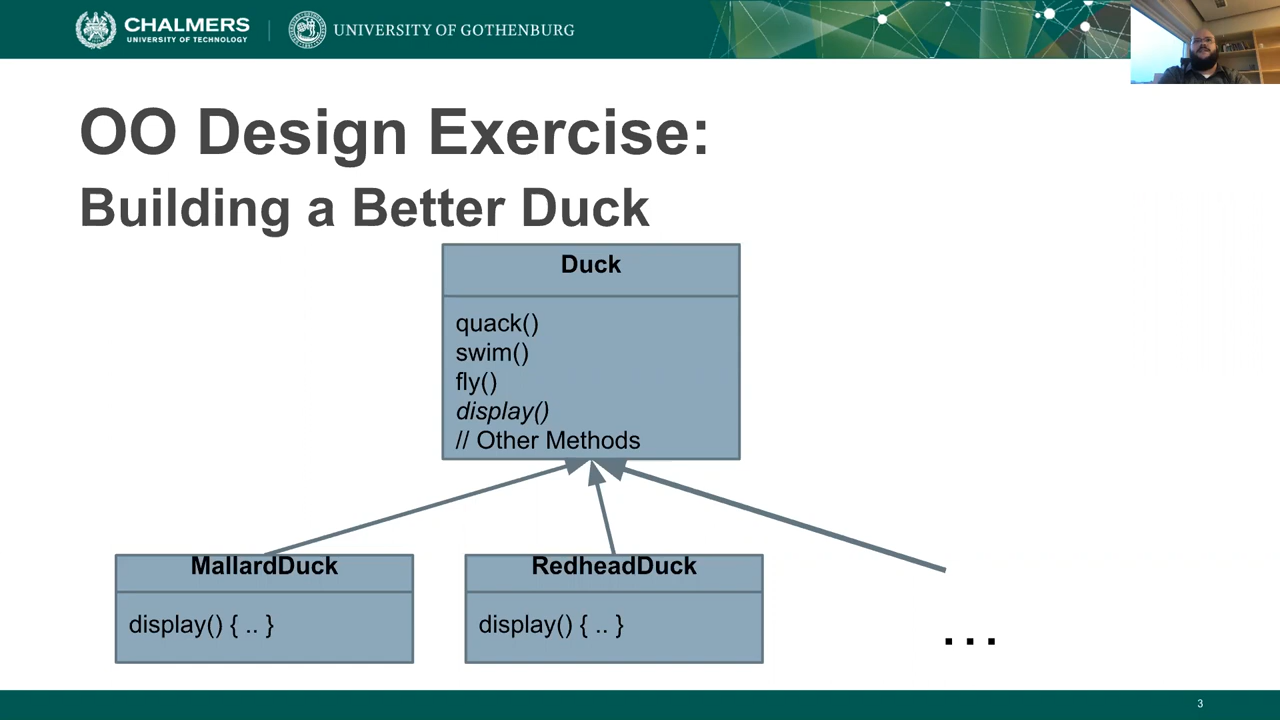 CHALMERS
UNIVERSITY OF TECHNOLOGY
UNIVERSITY OF GOTHENBURG
OO Design Exercise:
Building a Better Duck
Duck
quack()
swim()
fly()
display()
// Other Methods
MallardDuck
display() { .. }
RedheadDuck
display() { .. }
...
3